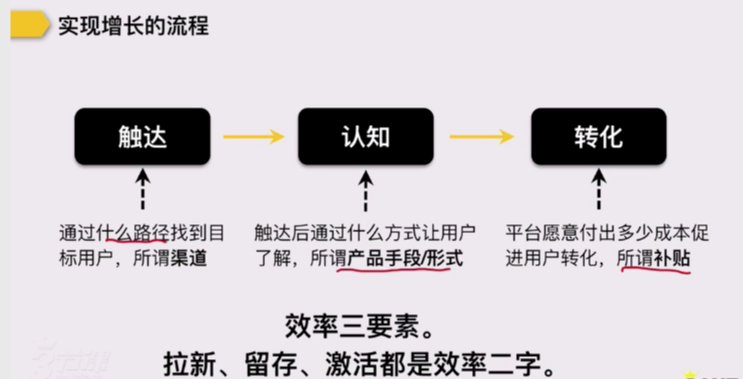 实现增长的流程
触达
认知
转化
通过什么路径找到目
标用户，所谓渠道
触达后通过什么方式让用户
了解，所谓产品手段/形式
平台愿意付出多少成本促
进用户转化，所谓补贴
效率三要素。
拉新、留存、激活都是效率二字。